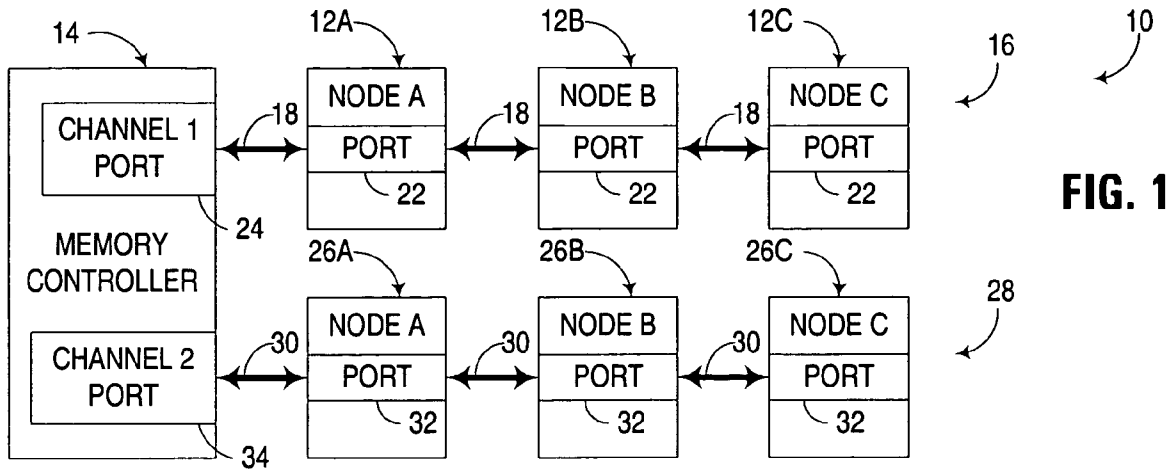 14
12A
12B
12C
16
10
CHANNEL 1
PORT
18
NODE A
PORT
18
NODE B
PORT
18
NODE C
PORT
24
22
22
22
FIG. 1
MEMORY
CONTROLLER
26A
26B
26C
28
CHANNEL 2
PORT
30
NODE A
PORT
30
NODE B
PORT
30
NODE C
PORT
34
32
32
32